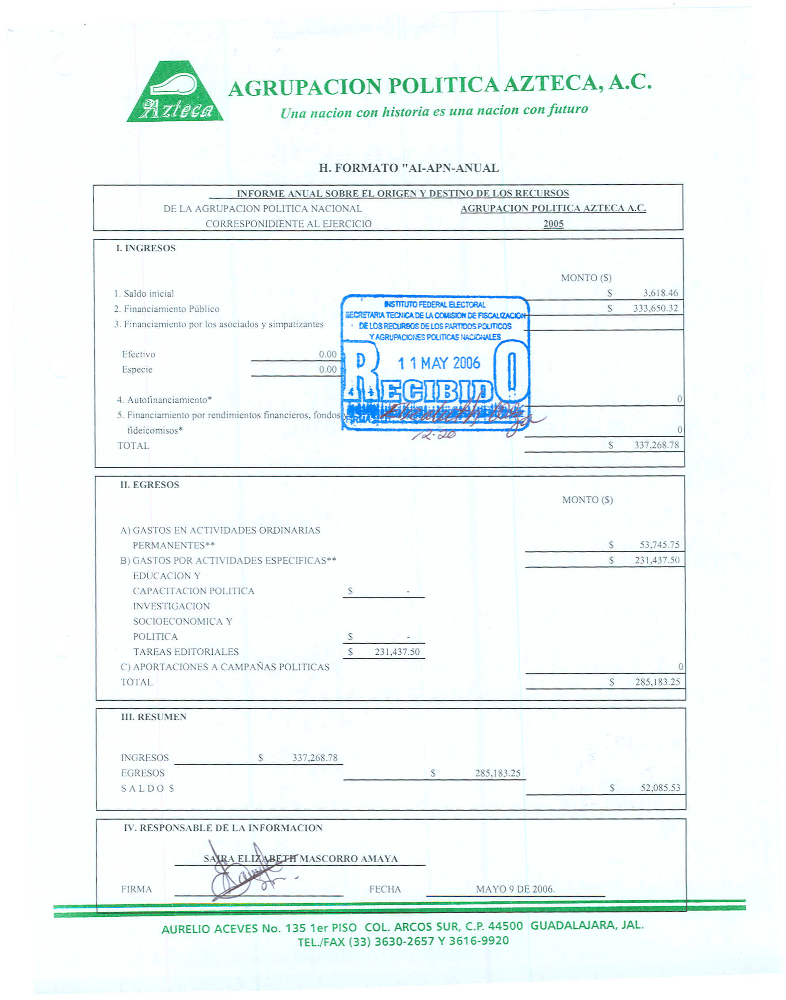 Azteca
AGRUPACION POLITICA AZTECA, A.C.
Una nacion con historia es una nacion con futuro
H. FORMATO "AI-APN-ANUAL
INFORME ANUAL SOBRE EL ORIGEN Y DESTINO DE LOS RECURSOS
DE LA AGRUPACION POLITICA NACIONAL AGRUPACION POLITICA AZTECA A.C.
CORRESPONIDIENTE AL EJERCICIO 2005
I. INGRESOS
MONTO ($)
1. Saldo inicial $ 3,618.46
2. Financiamiento Público $ 333,650.32
3. Financiamiento por los asociados y simpatizantes
Efectivo 0.00
Especie 0.00
4. Autofinanciamiento* 0
5. Financiamiento por rendimientos financieros, fondos y
fideicomisos* 0
TOTAL $ 337,268.78
INSTITUTO FEDERAL ELECTORAL
SECRETARIA TECNICA DE LA COMISION DE FISCALIZACION
DE LOS RECURSOS DE LOS PARTIDOS POLITICOS
Y AGRUPACIONES POLITICAS NACIONALES
11 MAY 2006
RECIBIDO
Elizabeth
12-20
II. EGRESOS
MONTO ($)
A) GASTOS EN ACTIVIDADES ORDINARIAS
PERMANENTES** $ 53,745.75
B) GASTOS POR ACTIVIDADES ESPECIFICAS** $ 231,437.50
EDUCACION Y
CAPACITACION POLITICA $ -
INVESTIGACION
SOCIOECONOMICA Y
POLITICA $ -
TAREAS EDITORIALES $ 231,437.50
C) APORTACIONES A CAMPAÑAS POLITICAS 0
TOTAL $ 285,183.25
III. RESUMEN
INGRESOS $ 337,268.78
EGRESOS $ 285,183.25
S A L D O $ $ 52,085.53
IV. RESPONSABLE DE LA INFORMACION
SAIRA ELIZABETH MASCORRO AMAYA
FIRMA FECHA MAYO 9 DE 2006.
AURELIO ACEVES No. 135 1er PISO COL. ARCOS SUR, C.P. 44500 GUADALAJARA, JAL.
TEL./FAX (33) 3630-2657 Y 3616-9920